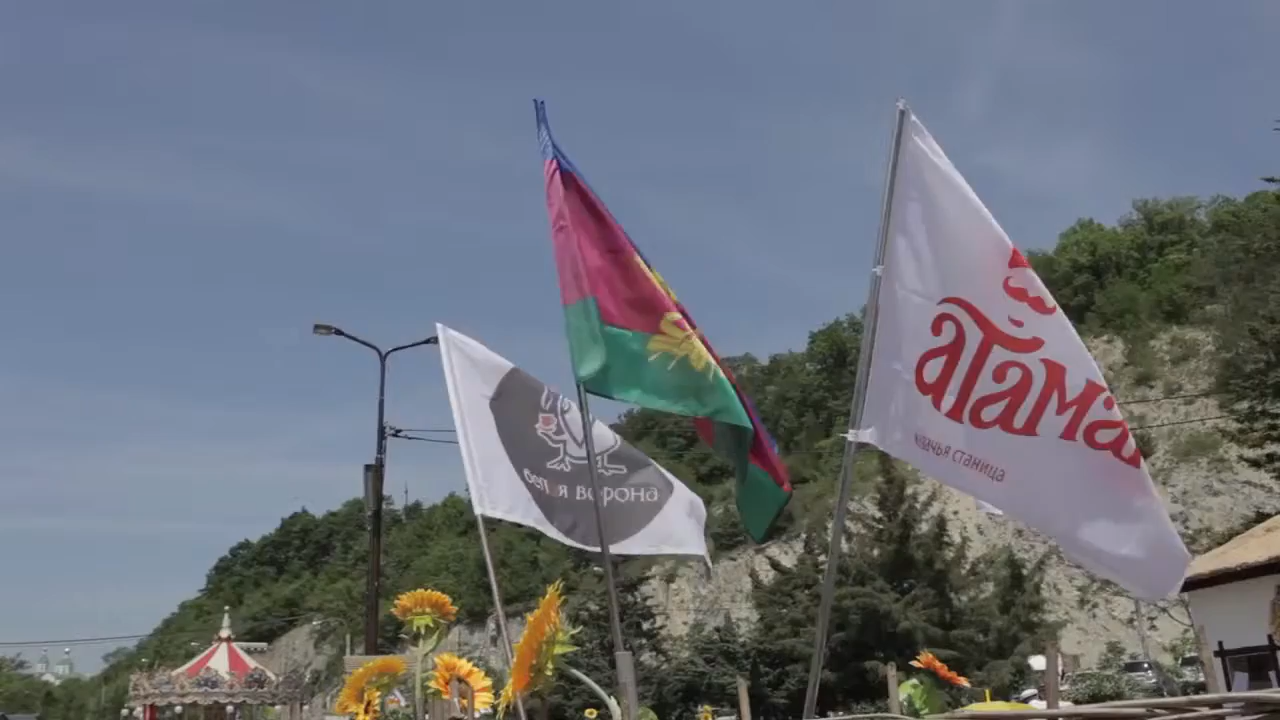 белая ворона
атаман
казачья станица